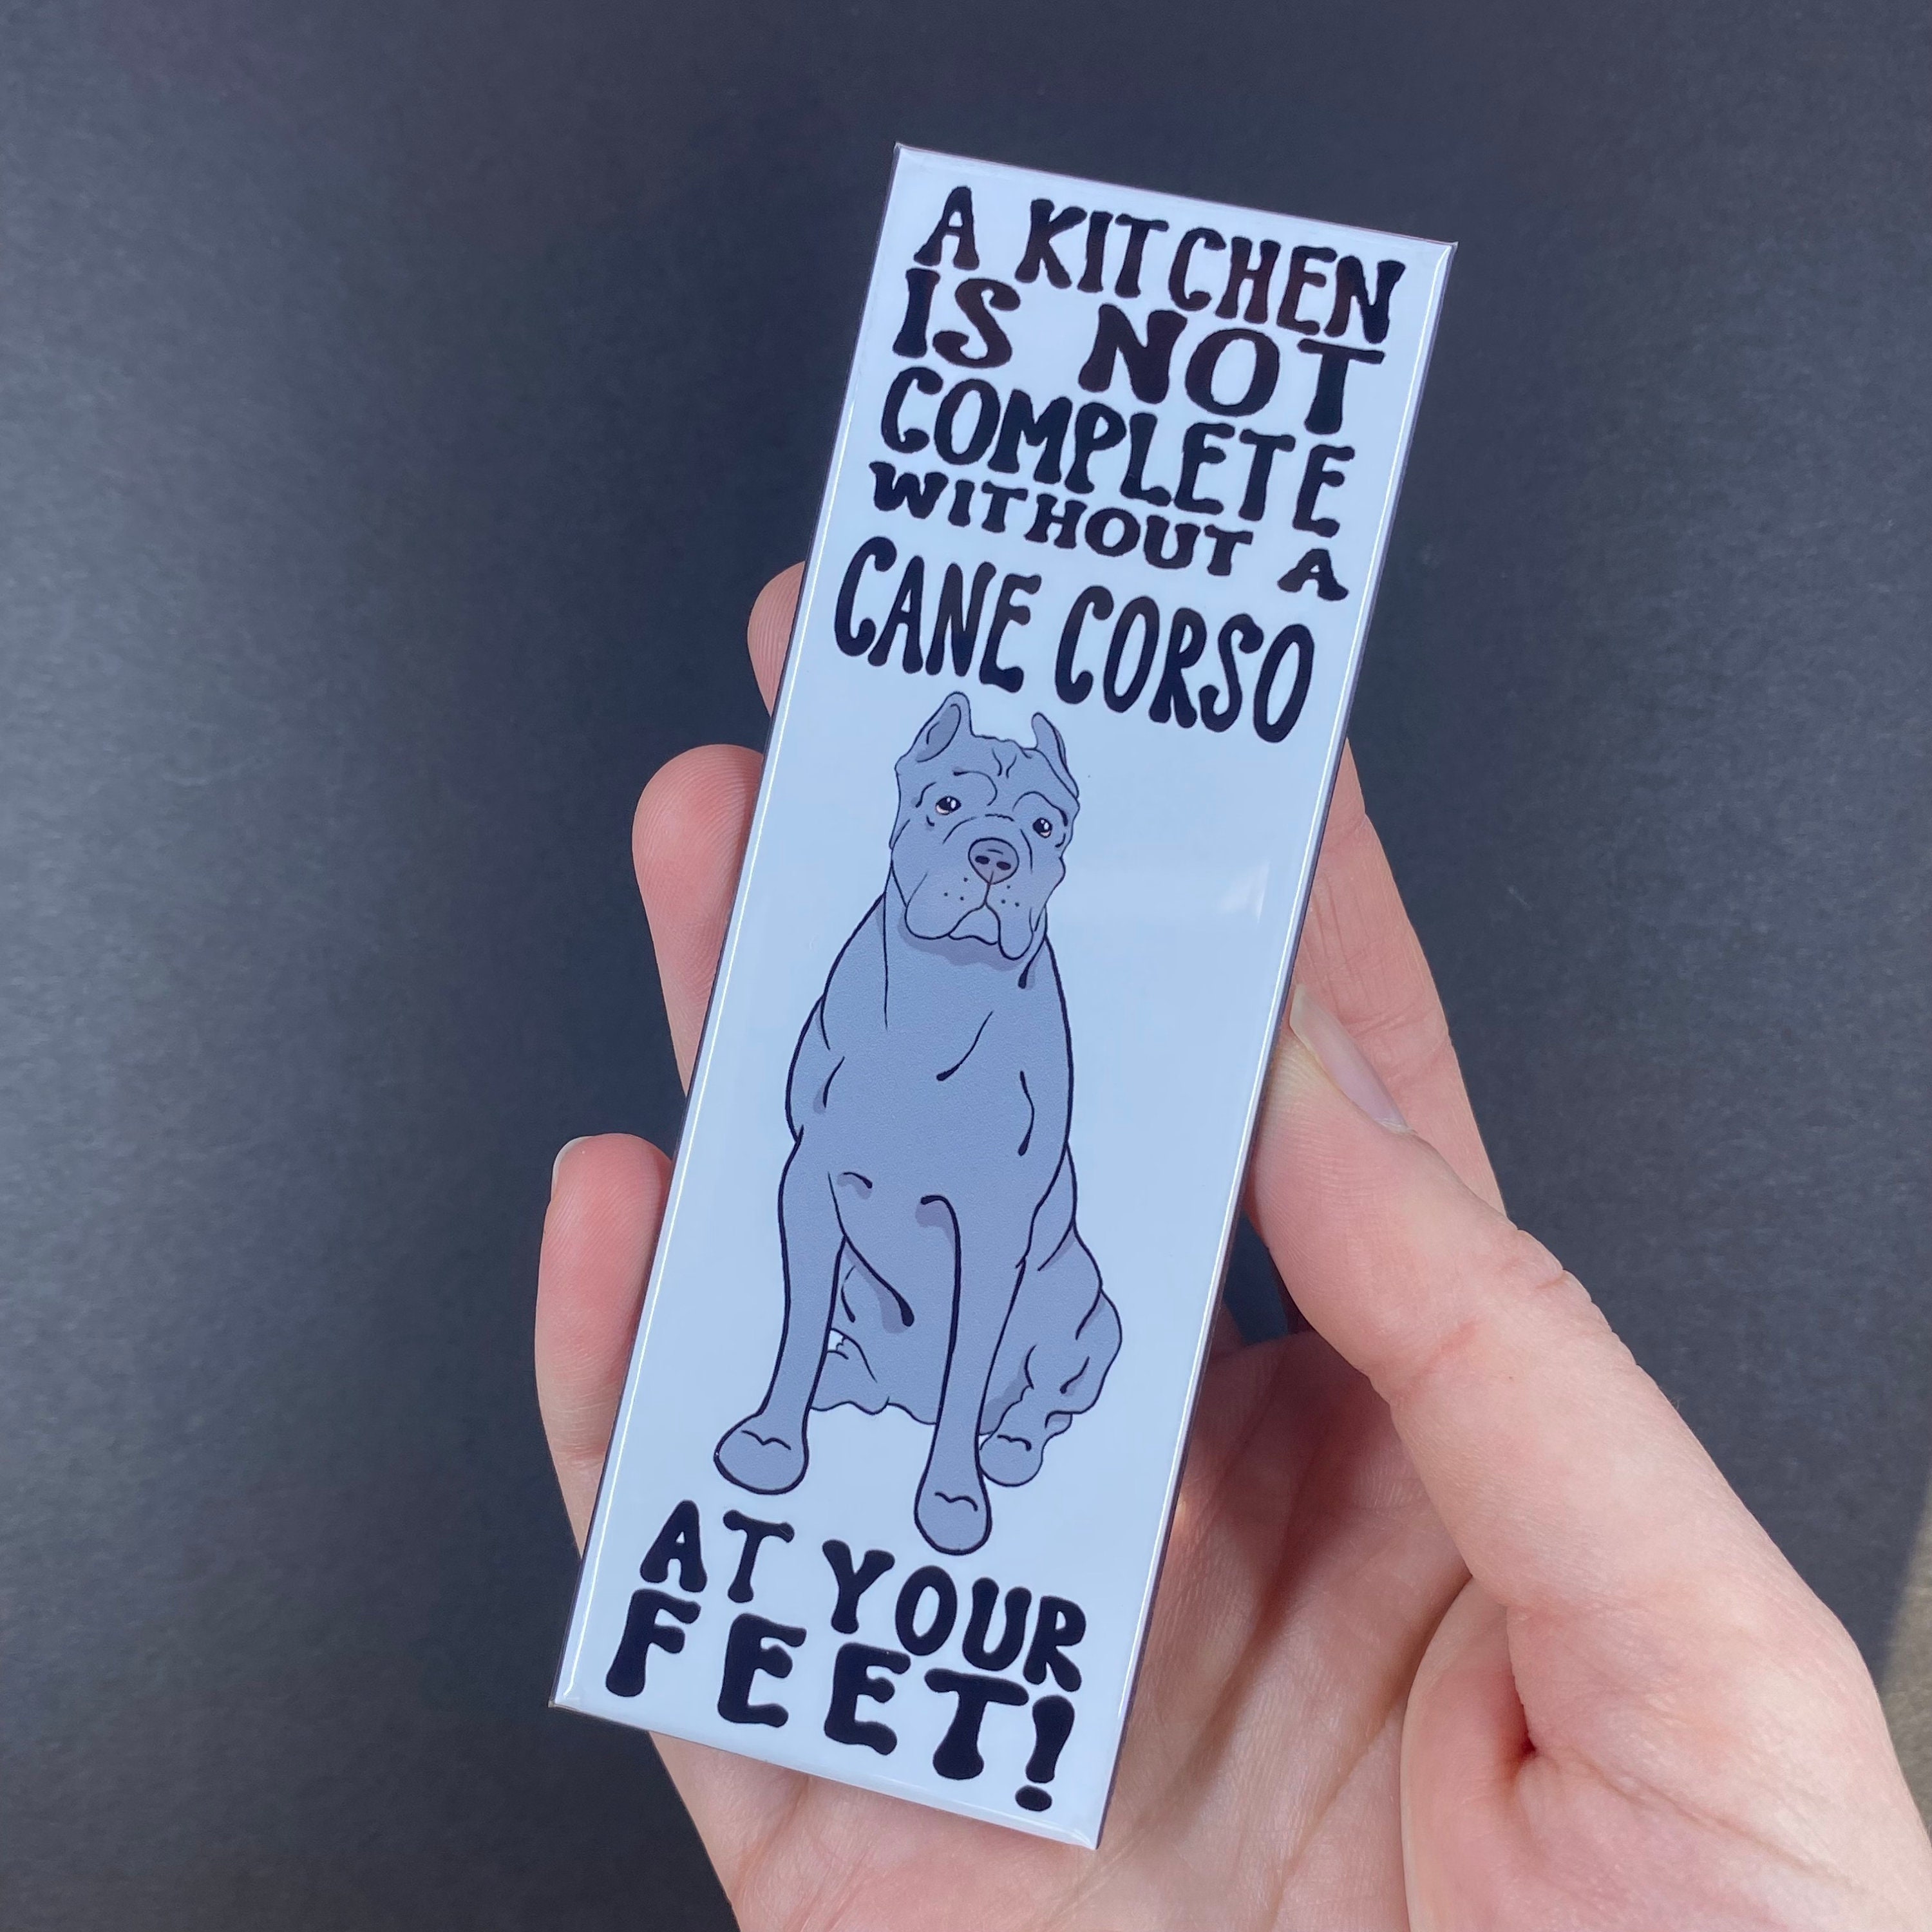 A KITCHEN
IS NOT
COMPLETE
WITHOUT A
CANE CORSO
AT YOUR
FEET!